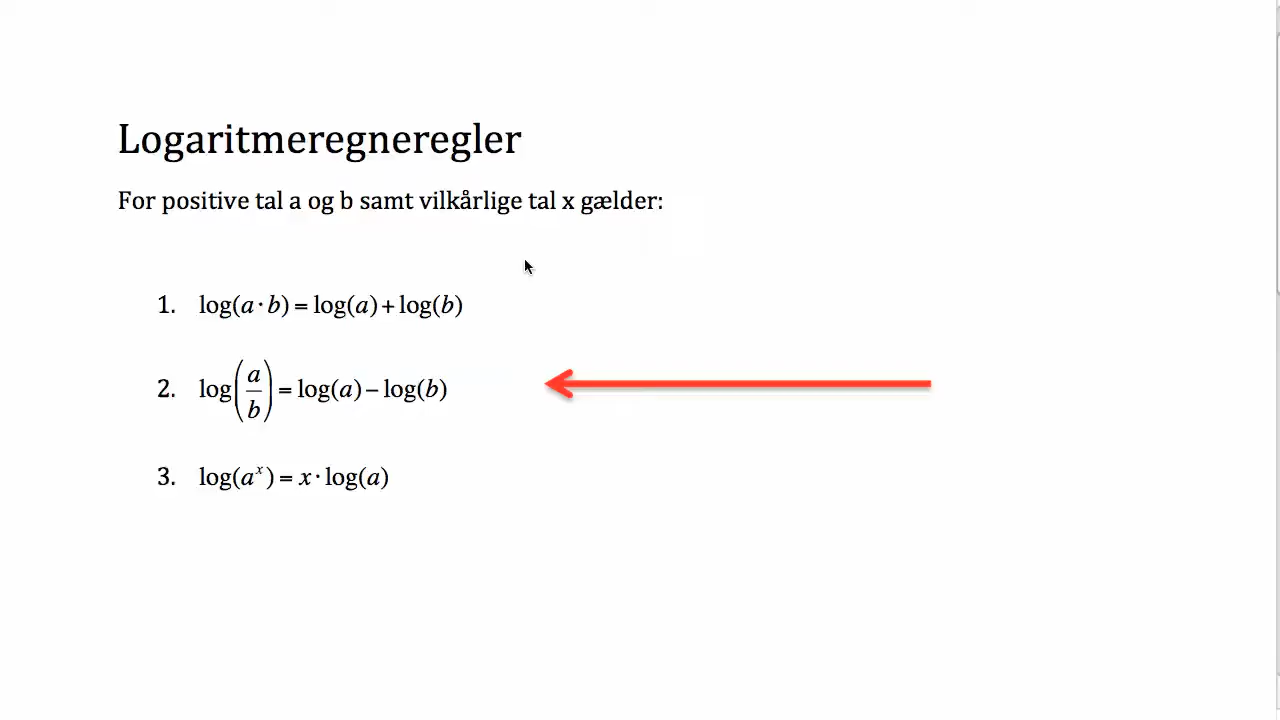 Logaritmeregneregler
For positive tal a og b samt vilkårlige tal x gælder:
1. log(a·b) = log(a) + log(b)
2. log(a/b) = log(a) − log(b)
3. log(aˣ) = x·log(a)